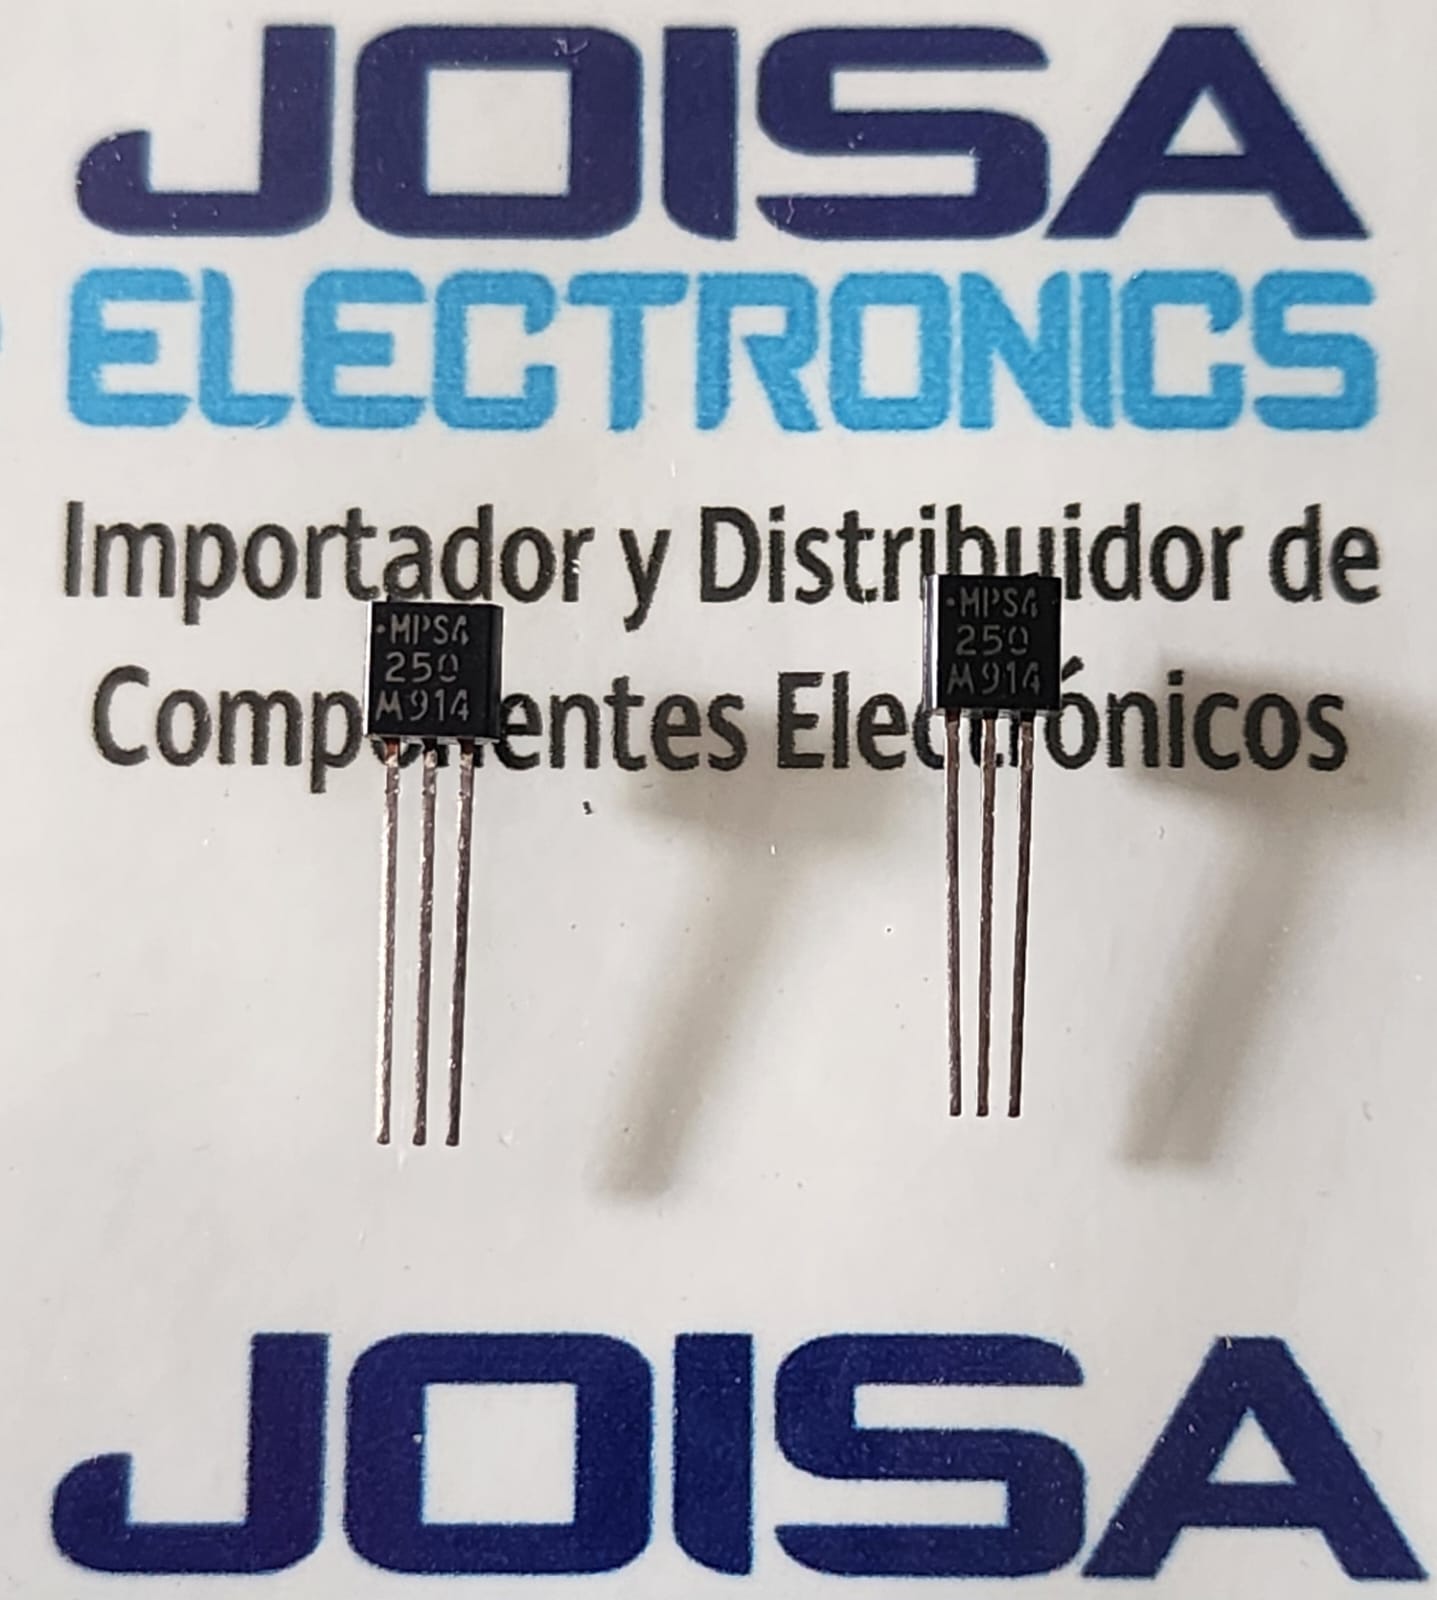 JOISA
ELECTRONICS
Importador y Distribuidor de
Componentes Electrónicos
MPSA
250
M914
MPSA
250
M914
JOISA